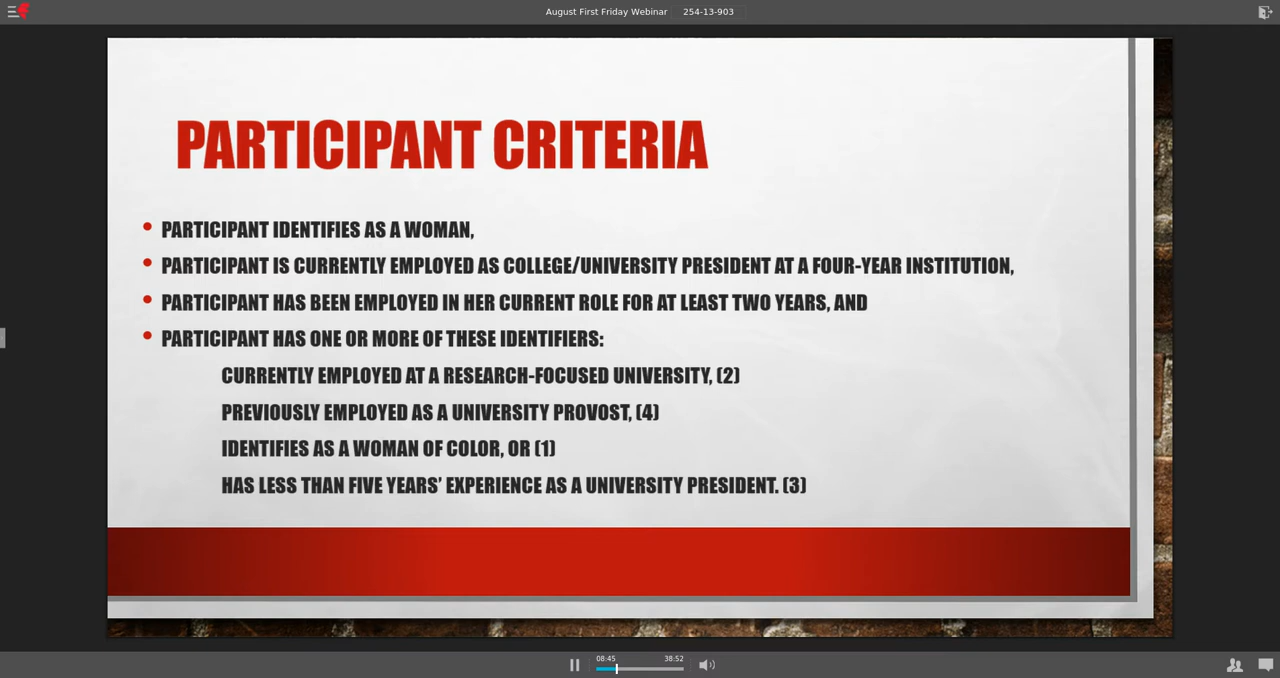 August First Friday Webinar 254-13-903
PARTICIPANT CRITERIA
• PARTICIPANT IDENTIFIES AS A WOMAN,
• PARTICIPANT IS CURRENTLY EMPLOYED AS COLLEGE/UNIVERSITY PRESIDENT AT A FOUR-YEAR INSTITUTION,
• PARTICIPANT HAS BEEN EMPLOYED IN HER CURRENT ROLE FOR AT LEAST TWO YEARS, AND
• PARTICIPANT HAS ONE OR MORE OF THESE IDENTIFIERS:
CURRENTLY EMPLOYED AT A RESEARCH-FOCUSED UNIVERSITY, (2)
PREVIOUSLY EMPLOYED AS A UNIVERSITY PROVOST, (4)
IDENTIFIES AS A WOMAN OF COLOR, OR (1)
HAS LESS THAN FIVE YEARS’ EXPERIENCE AS A UNIVERSITY PRESIDENT. (3)
08:45 38:52